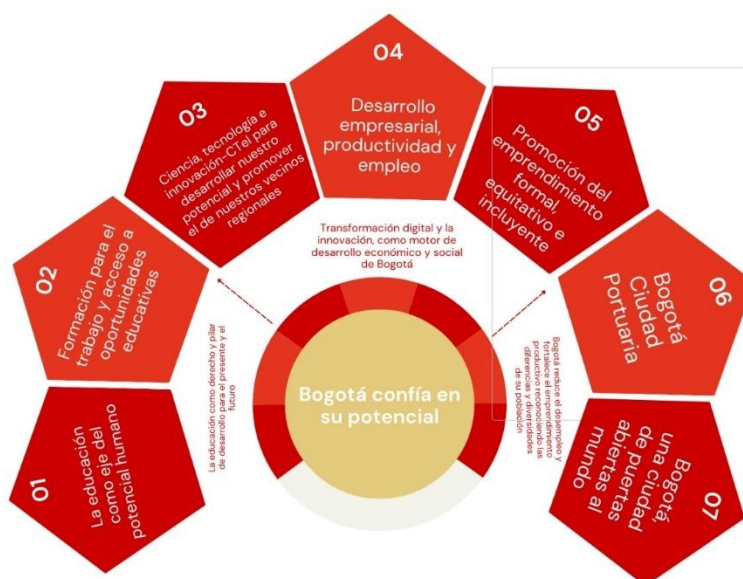 01
La educación
como eje del
potencial humano
02
Formación para el
trabajo y acceso a
oportunidades
educativas
03
Ciencia, tecnología e
innovación-CTeI para
desarrollar nuestro
potencial y promover
el de nuestros vecinos
regionales
04
Desarrollo
empresarial,
productividad y
empleo
05
Promoción del
emprendimiento
formal,
equitativo e
incluyente
06
Bogotá
Ciudad
Portuaria
07
Bogotá,
una ciudad
de puertas
abiertas al
mundo
Transformación digital y la
innovación, como motor de
desarrollo económico y social
de Bogotá
La educación como derecho y pilar
de desarrollo para el presente y el
futuro
Bogotá confía en
su potencial
Bogotá reduce el desempleo y
fortalece el emprendimiento
productivo reconociendo las
diferencias y diversidades
de su población